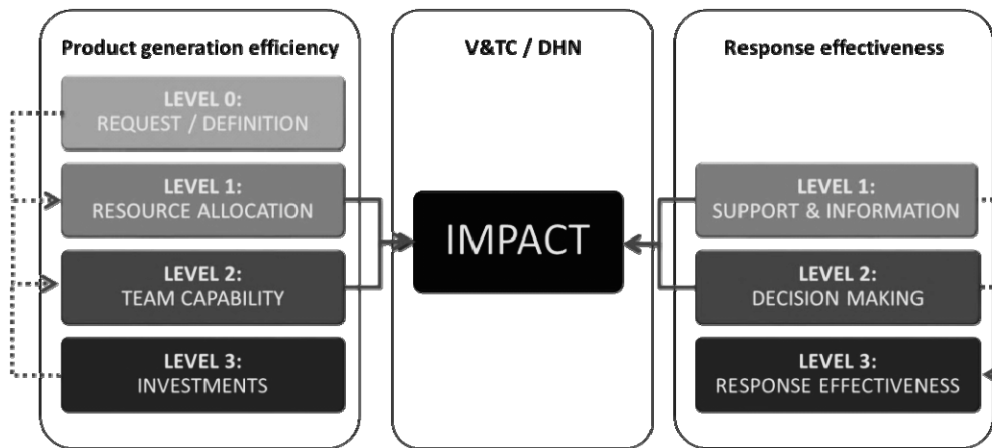 Product generation efficiency
LEVEL 0:
REQUEST / DEFINITION
LEVEL 1:
RESOURCE ALLOCATION
LEVEL 2:
TEAM CAPABILITY
LEVEL 3:
INVESTMENTS
V&TC / DHN
IMPACT
Response effectiveness
LEVEL 1:
SUPPORT & INFORMATION
LEVEL 2:
DECISION MAKING
LEVEL 3:
RESPONSE EFFECTIVENESS